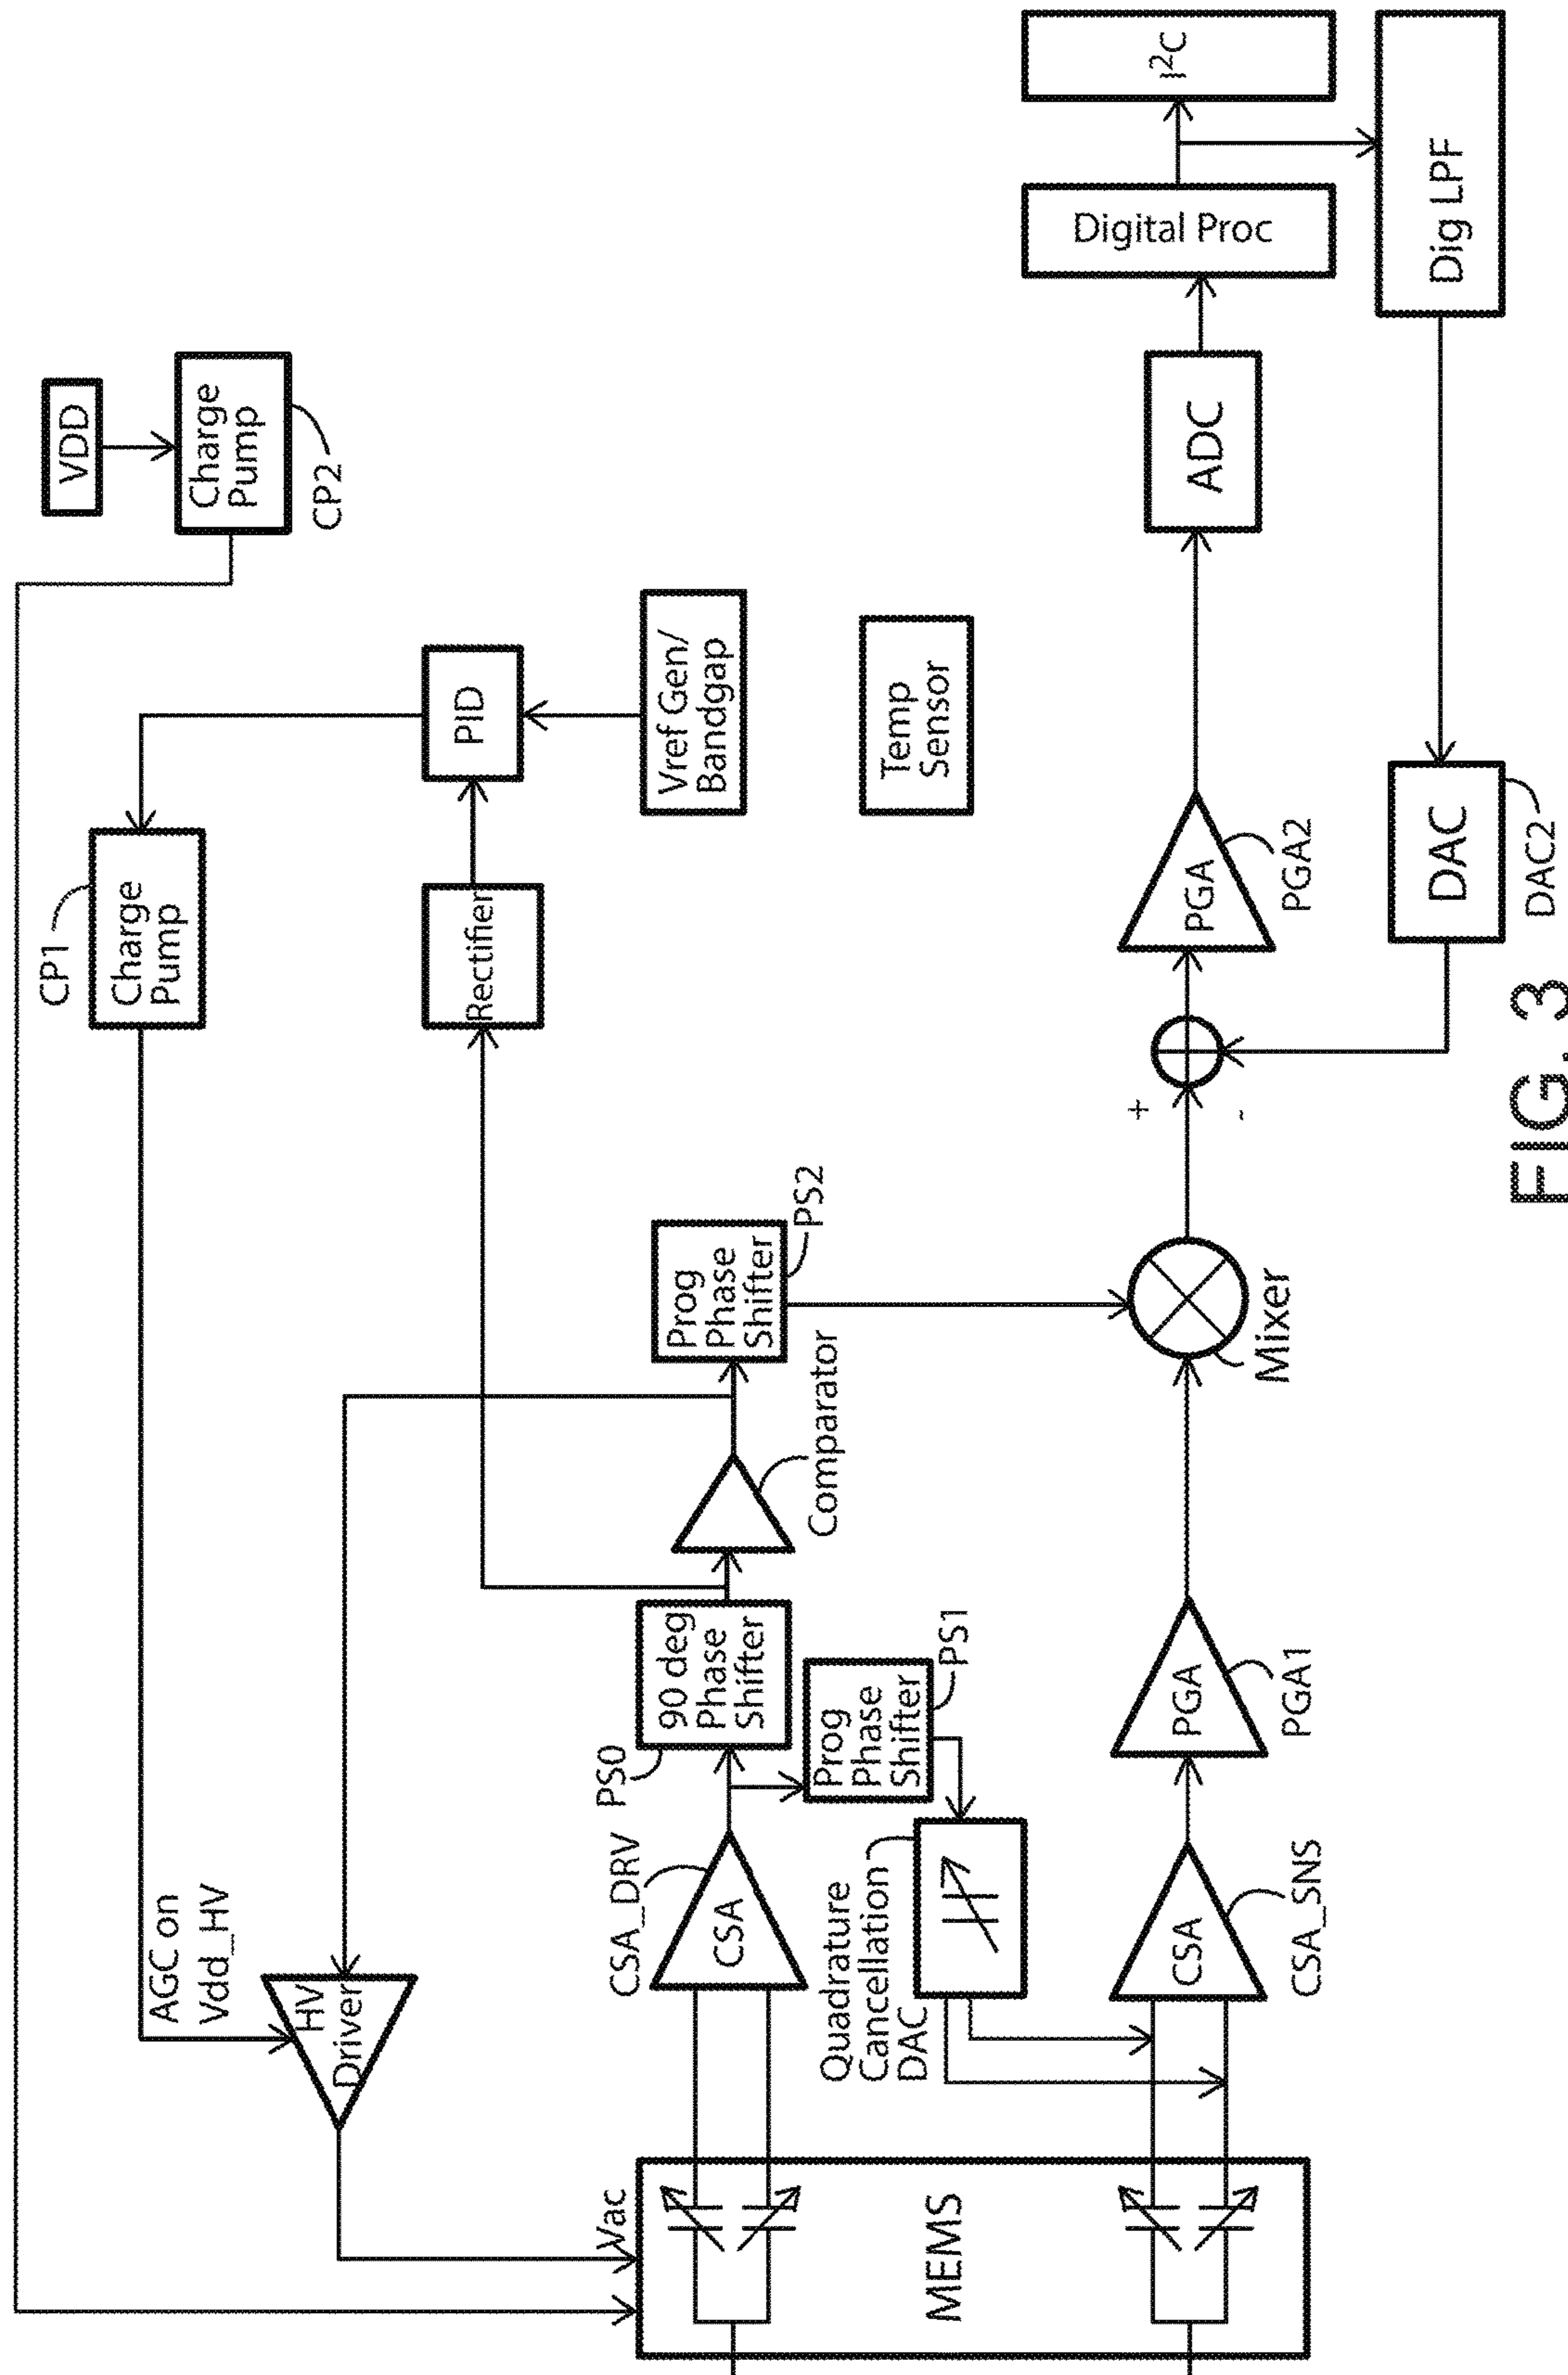 VDD
Charge
Pump
CP2
CP1
Charge
Pump
PID
Rectifier
Vref Gen/
Bandgap
Temp
Sensor
AGC on
Vdd_HV
HV
Driver
Vac
MEMS
CSA_DRV
CSA
PS0
90 deg
Phase
Shifter
Comparator
Prog
Phase
Shifter
PS2
Prog
Phase
Shifter
PS1
Quadrature
Cancellation
DAC
CSA
CSA_SNS
PGA
PGA1
Mixer
+
-
PGA
PGA2
ADC
Digital Proc
I²C
Dig LPF
DAC
DAC2
FIG. 3